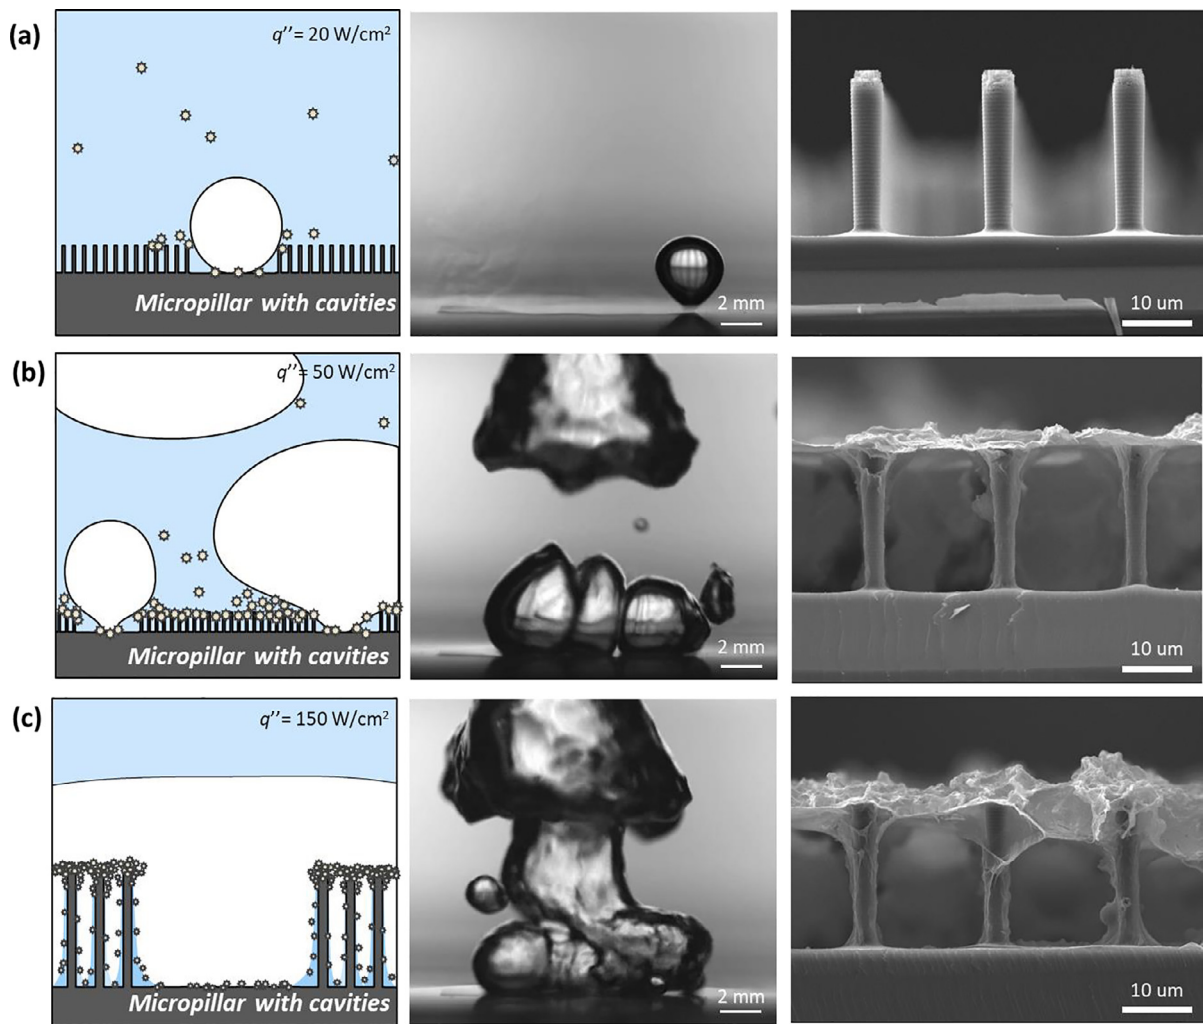 (a)
q’’= 20 W/cm²
Micropillar with cavities
2 mm
10 um
(b)
q’’= 50 W/cm²
Micropillar with cavities
2 mm
10 um
(c)
q’’= 150 W/cm²
Micropillar with cavities
2 mm
10 um